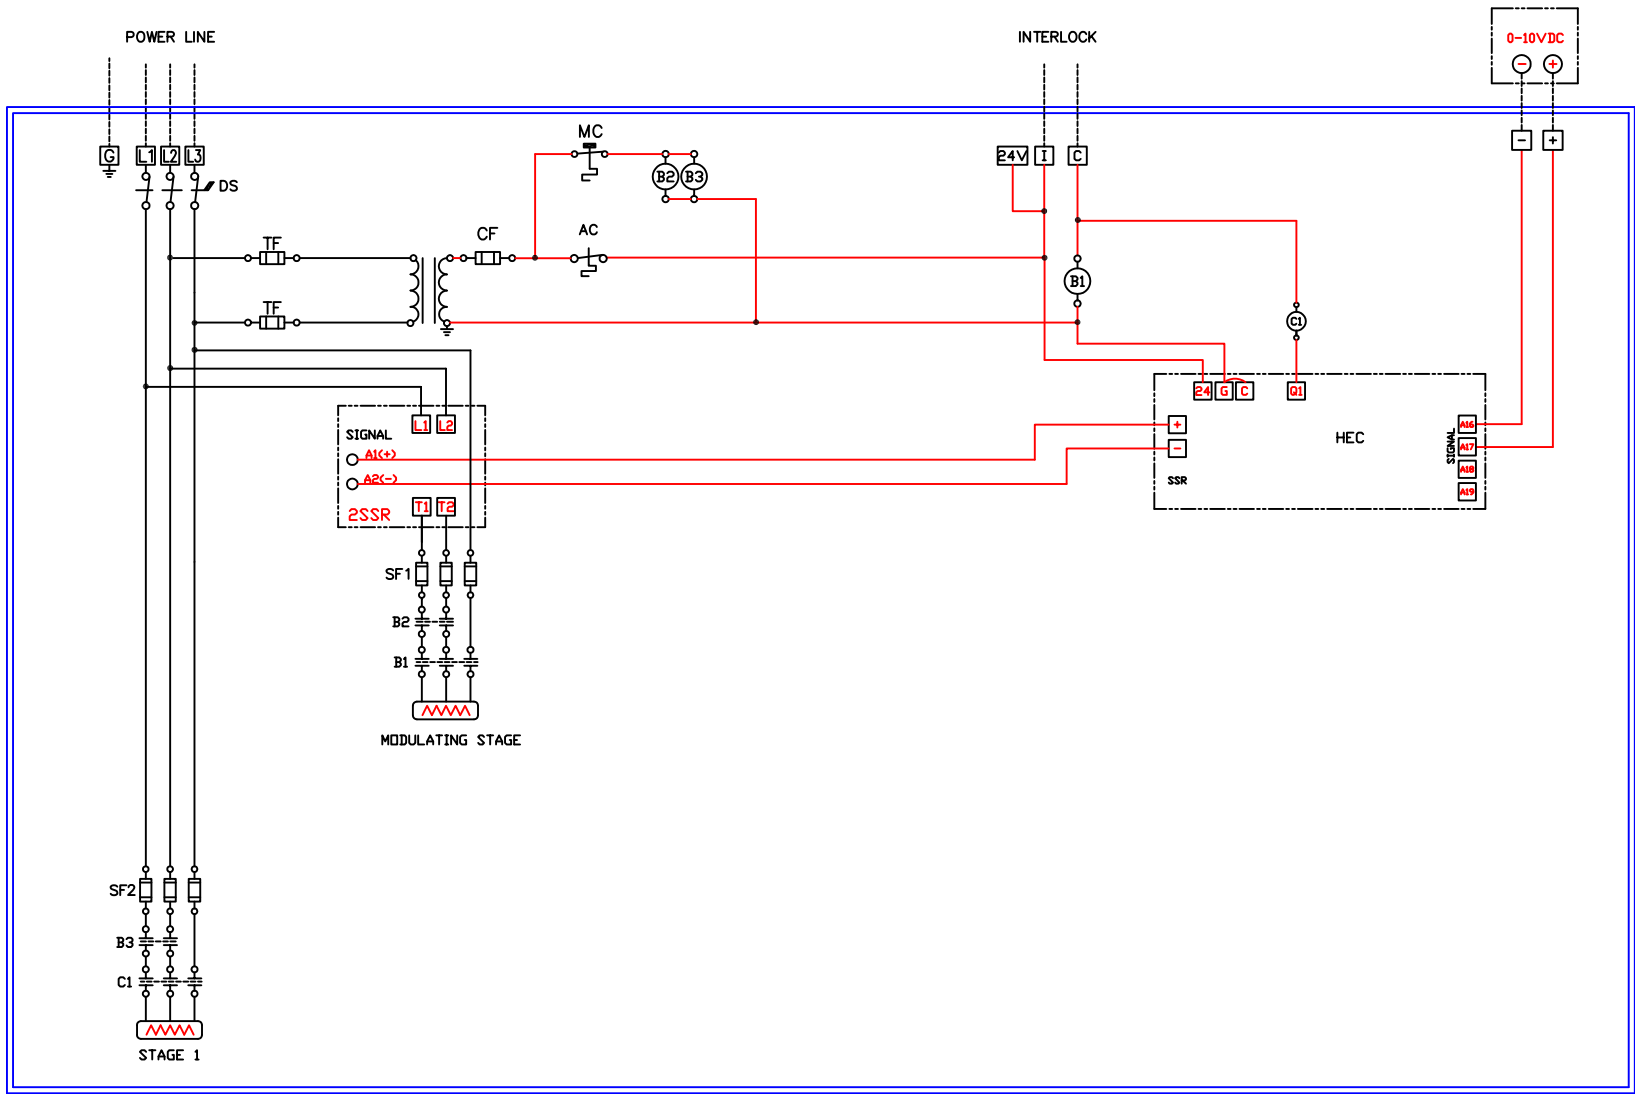 POWER LINE
INTERLOCK
0-10VDC
- +
G L1 L2 L3
DS
MC
B2 B3
24V I C
- +
TF
CF
AC
B1
TF
C1
24 G C Q1
L1 L2
SIGNAL
A1(+)
A2(-)
2SSR
T1 T2
+
-
SSR
HEC
SIGNAL
A16
A17
A18
A19
SF1
B2
B1
MODULATING STAGE
SF2
B3
C1
STAGE 1